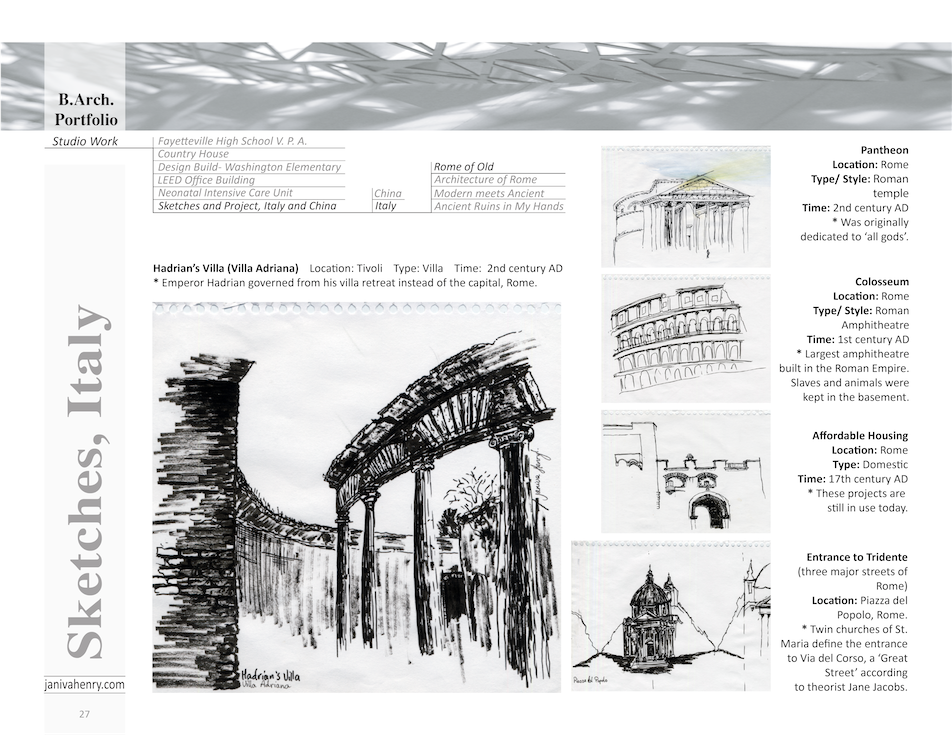 B.Arch.
Portfolio
Studio Work
Fayetteville High School V. P. A.
Country House
Design Build- Washington Elementary
LEED Office Building
Neonatal Intensive Care Unit
Sketches and Project, Italy and China
China
Italy
Rome of Old
Architecture of Rome
Modern meets Ancient
Ancient Ruins in My Hands
Hadrian's Villa (Villa Adriana) Location: Tivoli Type: Villa Time: 2nd century AD
* Emperor Hadrian governed from his villa retreat instead of the capital, Rome.
Hadrian's Villa
Villa Adriana
Pantheon
Location: Rome
Type/ Style: Roman
temple
Time: 2nd century AD
* Was originally
dedicated to ‘all gods’.
Colosseum
Location: Rome
Type/ Style: Roman
Amphitheatre
Time: 1st century AD
* Largest amphitheatre
built in the Roman Empire.
Slaves and animals were
kept in the basement.
Affordable Housing
Location: Rome
Type: Domestic
Time: 17th century AD
* These projects are
still in use today.
Entrance to Tridente
(three major streets of
Rome)
Location: Piazza del
Popolo, Rome.
* Twin churches of St.
Maria define the entrance
to Via del Corso, a ‘Great
Street’ according
to theorist Jane Jacobs.
Piazza del Popolo
Sketches, Italy
janivahenry.com
27